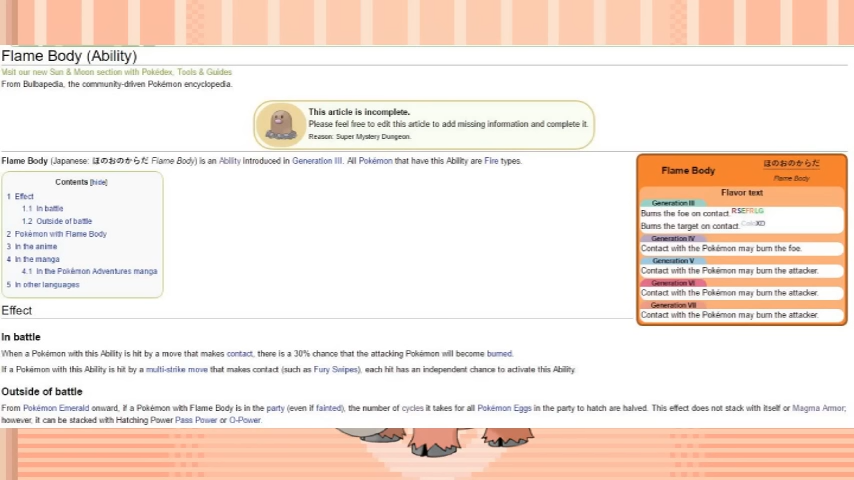 Flame Body (Ability)
Visit our new Sun & Moon section with Pokédex, Tools & Guides
From Bulbapedia, the community-driven Pokémon encyclopedia.
This article is incomplete.
Please feel free to edit this article to add missing information and complete it.
Reason: Super Mystery Dungeon.
Flame Body (Japanese: ほのおのからだ Flame Body) is an Ability introduced in Generation III. All Pokémon that have this Ability are Fire types.
Contents [hide]
1 Effect
1.1 In battle
1.2 Outside of battle
2 Pokémon with Flame Body
3 In the anime
4 In the manga
4.1 In the Pokémon Adventures manga
5 In other languages
Flame Body
ほのおのからだ
Flame Body
Flavor text
Generation III
Burns the foe on contact.RSEFRLG
Burns the target on contact.ColoXD
Generation IV
Contact with the Pokémon may burn the foe.
Generation V
Contact with the Pokémon may burn the attacker.
Generation VI
Contact with the Pokémon may burn the attacker.
Generation VII
Contact with the Pokémon may burn the attacker.
Effect
In battle
When a Pokémon with this Ability is hit by a move that makes contact, there is a 30% chance that the attacking Pokémon will become burned.
If a Pokémon with this Ability is hit by a multi-strike move that makes contact (such as Fury Swipes), each hit has an independent chance to activate this Ability.
Outside of battle
From Pokémon Emerald onward, if a Pokémon with Flame Body is in the party (even if fainted), the number of cycles it takes for all Pokémon Eggs in the party to hatch are halved. This effect does not stack with itself or Magma Armor;
however, it can be stacked with Hatching Power Pass Power or O-Power.